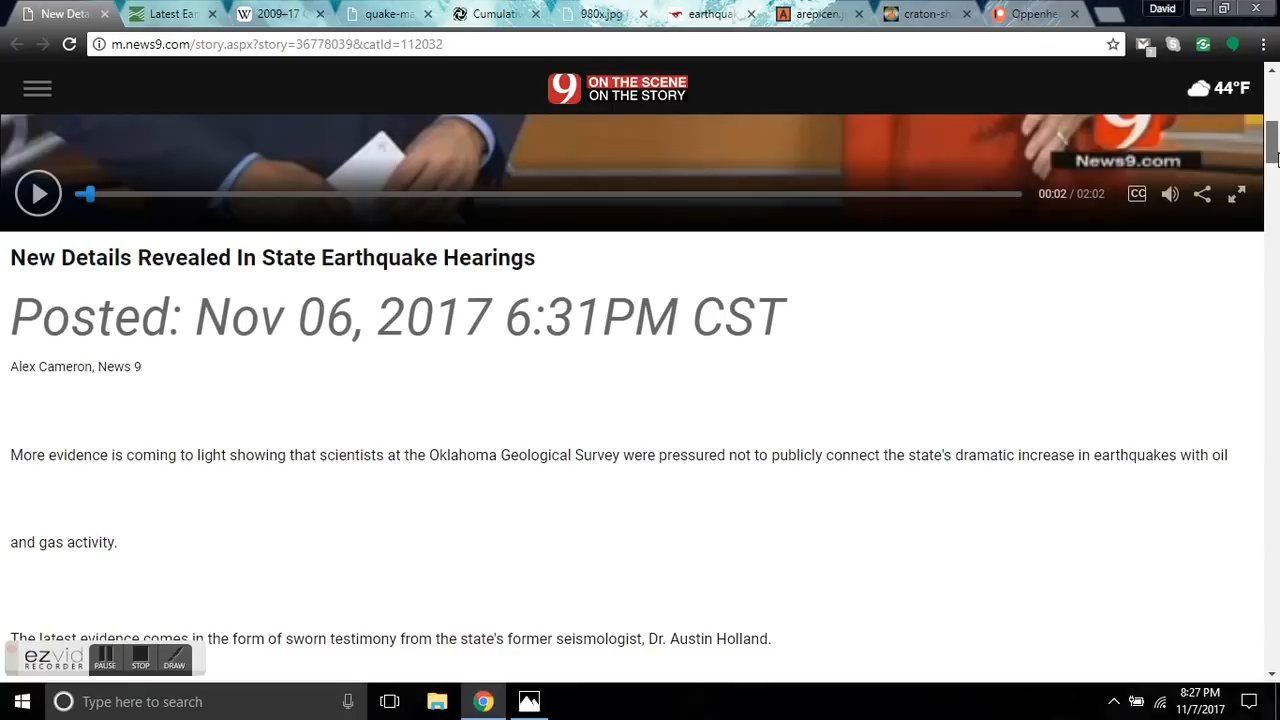 New Deta
Latest Ear
2009–17
quake-ma
Cumulati
980x.jpg
earthqua
arepicen.j
craton-sh
Oppenhe
David
m.news9.com/story.aspx?story=36778039&catId=112032
9 ON THE SCENE
ON THE STORY
44°F
9
News9.com
00:02 / 02:02
CC
New Details Revealed In State Earthquake Hearings
Posted: Nov 06, 2017 6:31PM CST
Alex Cameron, News 9
More evidence is coming to light showing that scientists at the Oklahoma Geological Survey were pressured not to publicly connect the state's dramatic increase in earthquakes with oil
and gas activity.
The latest evidence comes in the form of sworn testimony from the state's former seismologist, Dr. Austin Holland.
ezvid
RECORDER
PAUSE
STOP
DRAW
Type here to search
8:27 PM
11/7/2017